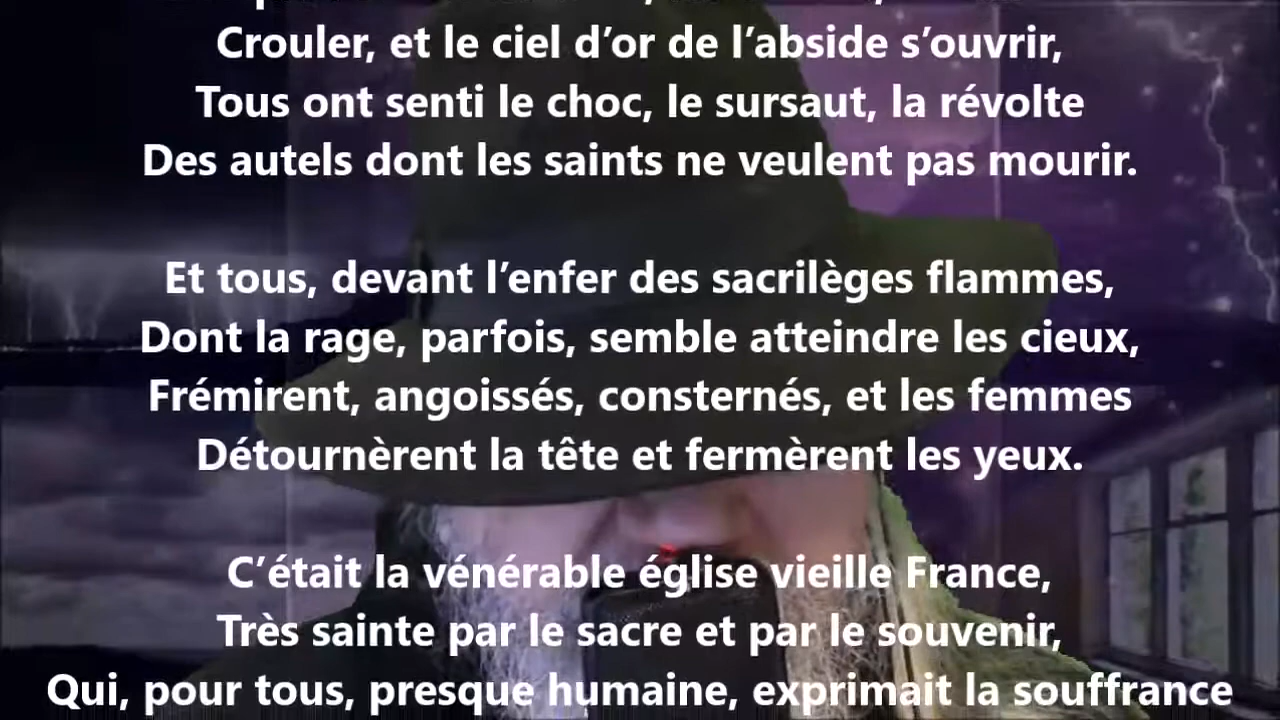 Crouler, et le ciel d’or de l’abside s’ouvrir,
Tous ont senti le choc, le sursaut, la révolte
Des autels dont les saints ne veulent pas mourir.
Et tous, devant l’enfer des sacrilèges flammes,
Dont la rage, parfois, semble atteindre les cieux,
Frémirent, angoissés, consternés, et les femmes
Détournèrent la tête et fermèrent les yeux.
C’était la vénérable église vieille France,
Très sainte par le sacre et par le souvenir,
Qui, pour tous, presque humaine, exprimait la souffrance